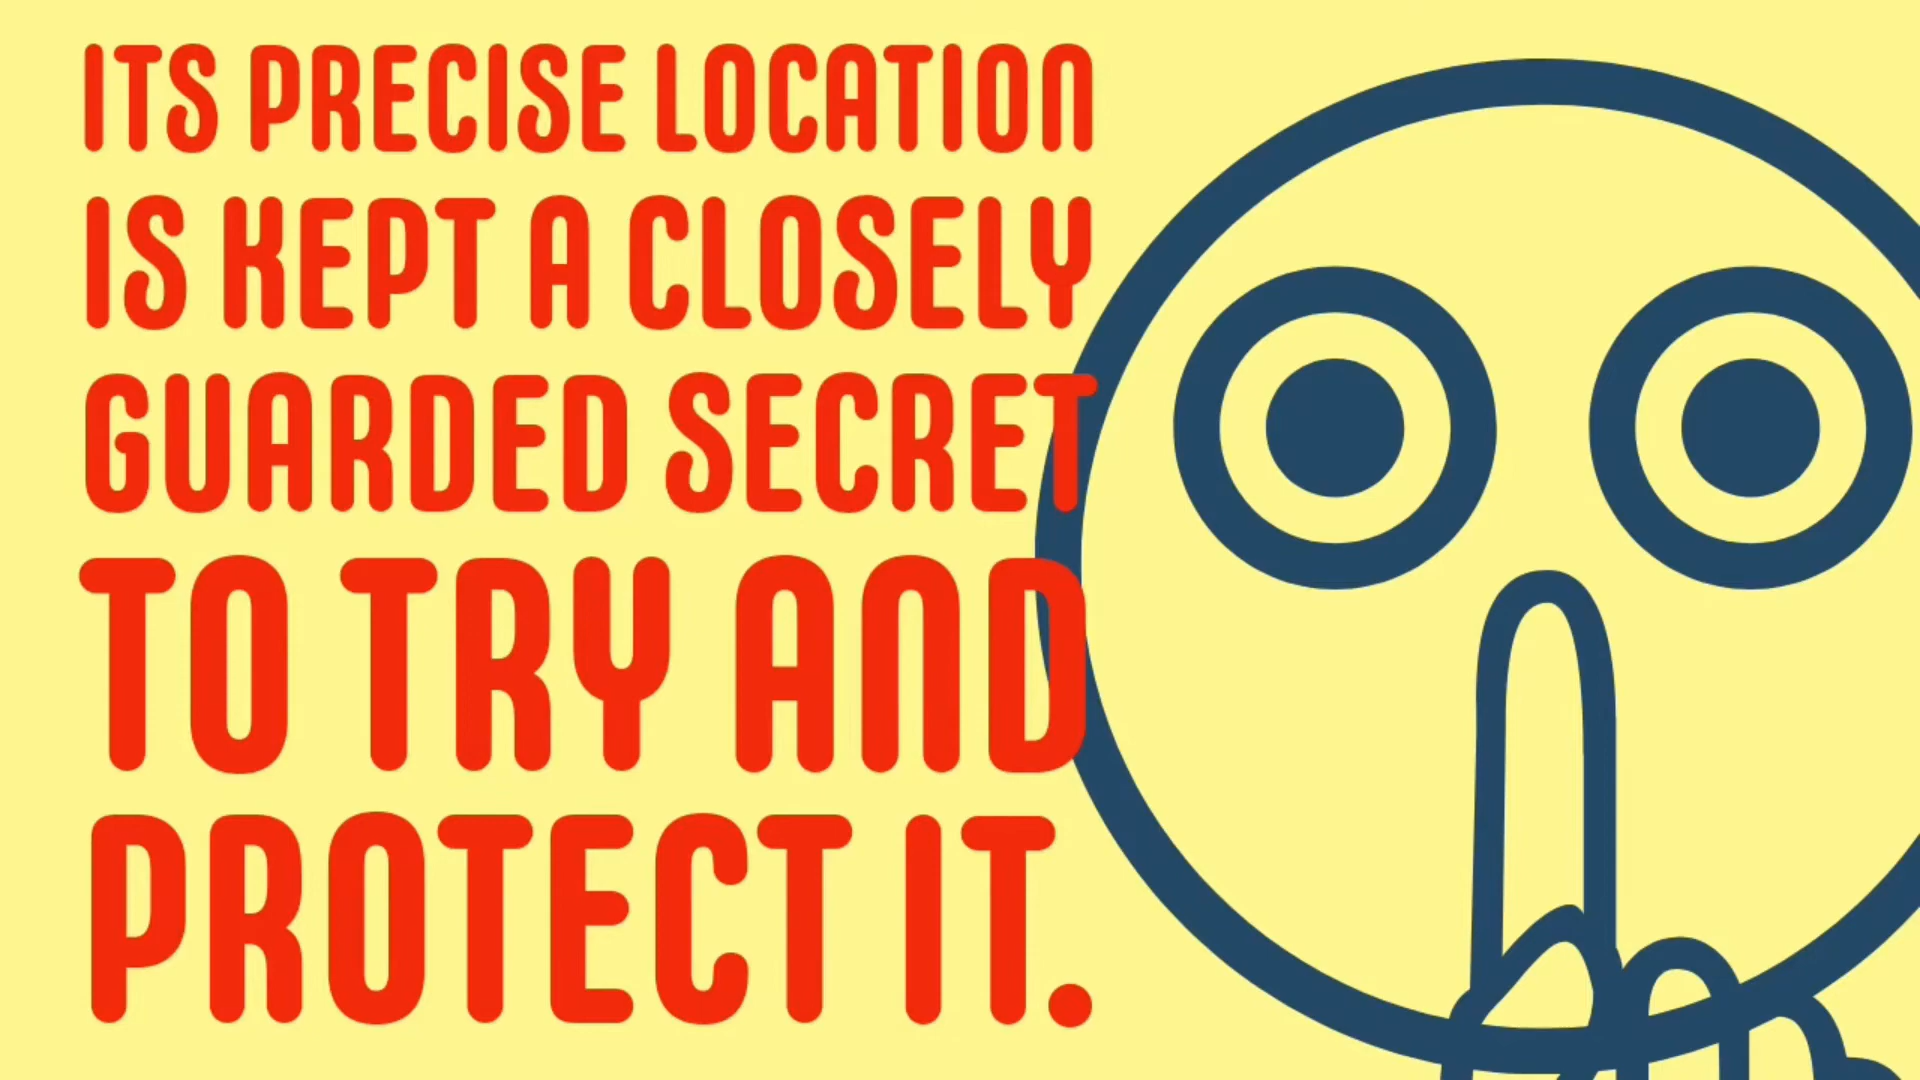 ITS PRECISE LOCATION
IS KEPT A CLOSELY
GUARDED SECRET
TO TRY AND
PROTECT IT.